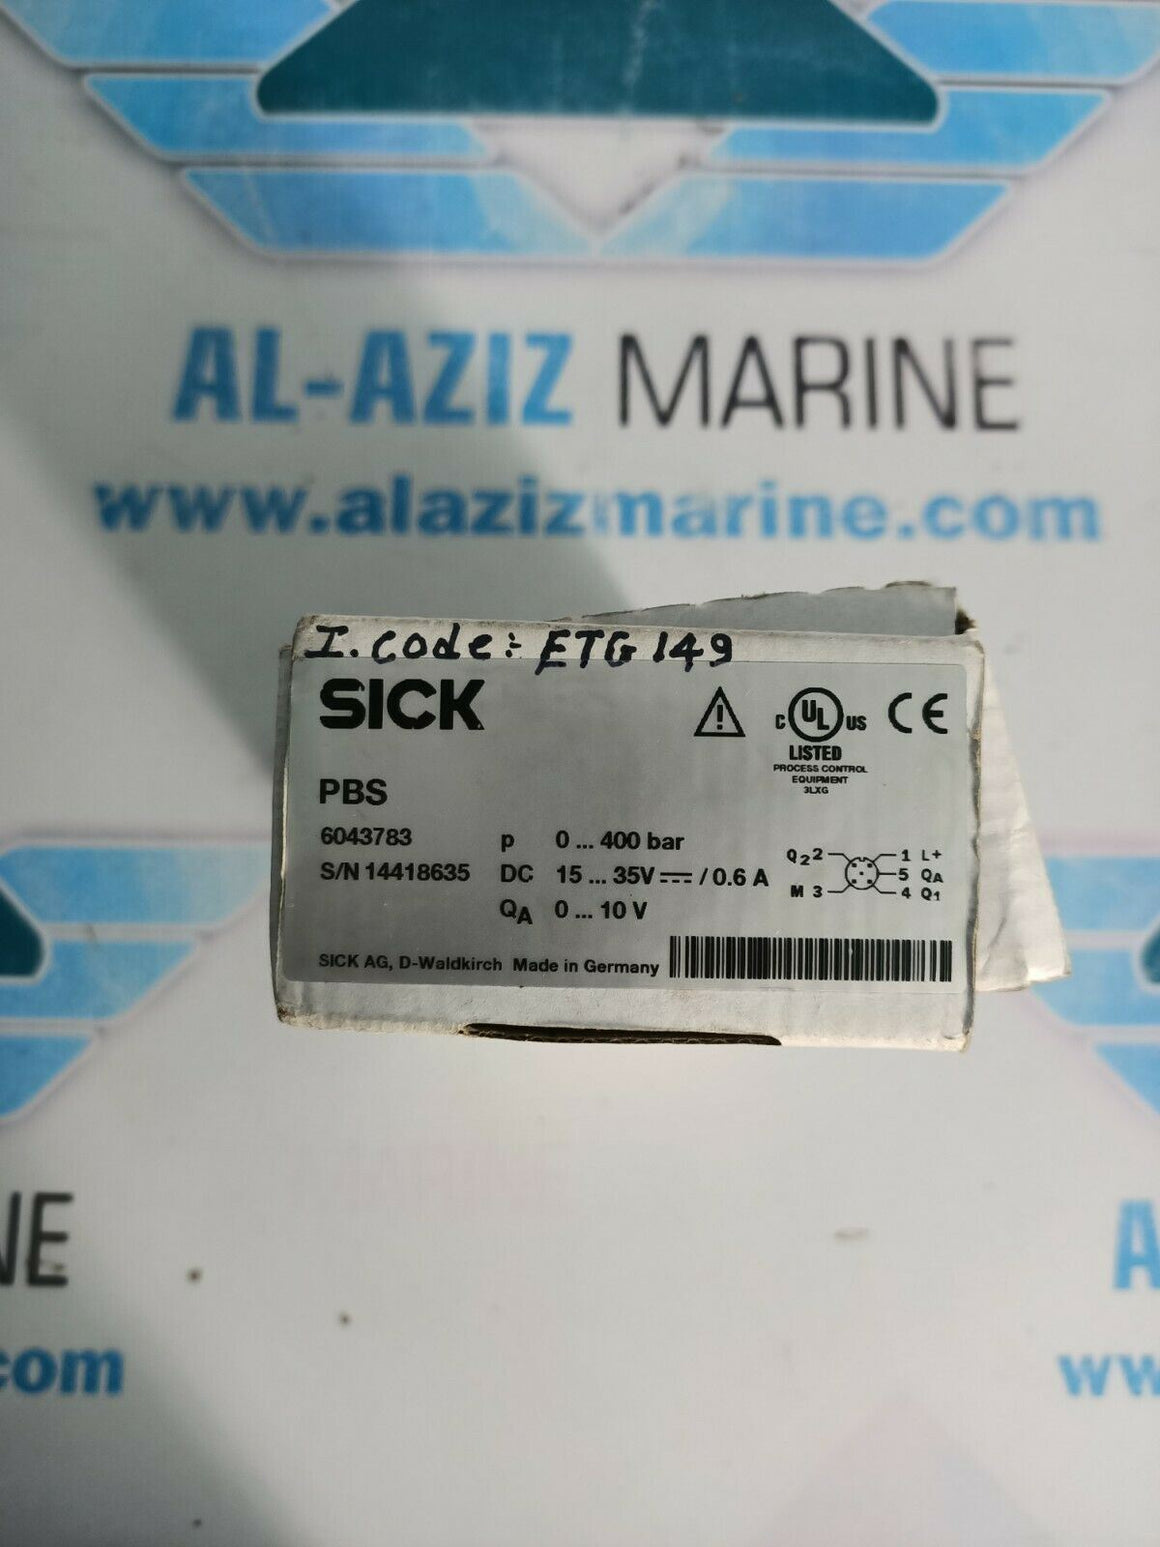 AL-AZIZ MARINE
www.alazizmarine.com
I. Code:- ETG 149
SICK
C UL US CE
LISTED
PROCESS CONTROL
EQUIPMENT
3LXG
PBS
6043783 p 0 ... 400 bar
S/N 14418635 DC 15 ... 35V / 0.6 A
QA 0 ... 10 V
Q2 2 1 L+
5 QA
M 3 4 Q1
SICK AG, D-Waldkirch Made in Germany
NE
com
A
ww